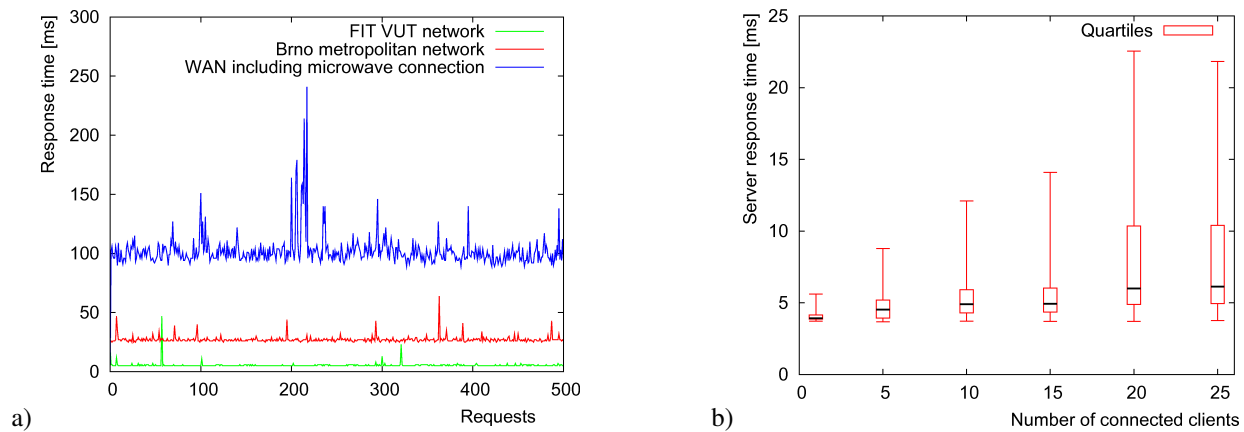 Response time [ms]
300
250
200
150
100
50
0
FIT VUT network
Brno metropolitan network
WAN including microwave connection
0 100 200 300 400 500
Requests
a)
Server response time [ms]
25
20
15
10
5
0
Quartiles
0 5 10 15 20 25
Number of connected clients
b)